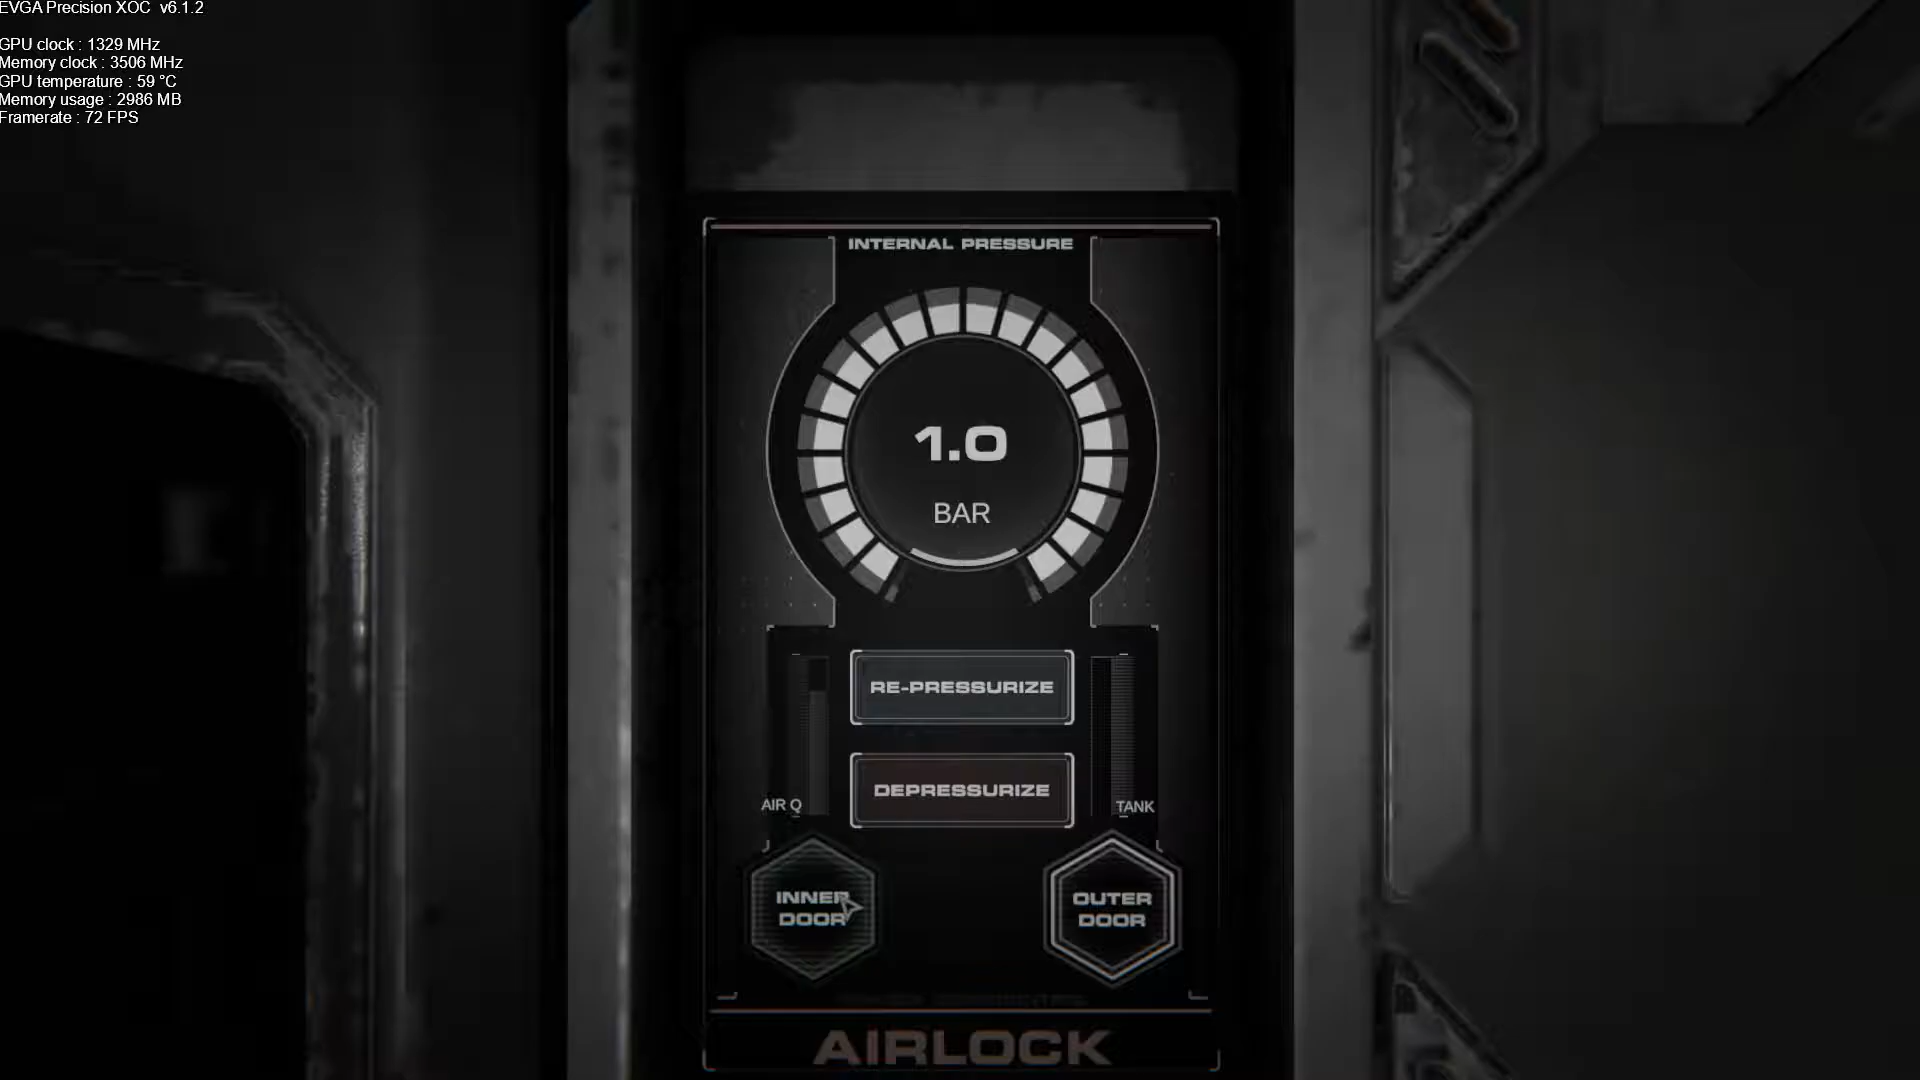 EVGA Precision XOC v6.1.2
GPU clock : 1329 MHz
Memory clock : 3506 MHz
GPU temperature : 59 °C
Memory usage : 2986 MB
Framerate : 72 FPS
INTERNAL PRESSURE
1.0
BAR
RE-PRESSURIZE
DEPRESSURIZE
AIR Q
TANK
INNER
DOOR
OUTER
DOOR
AIRLOCK